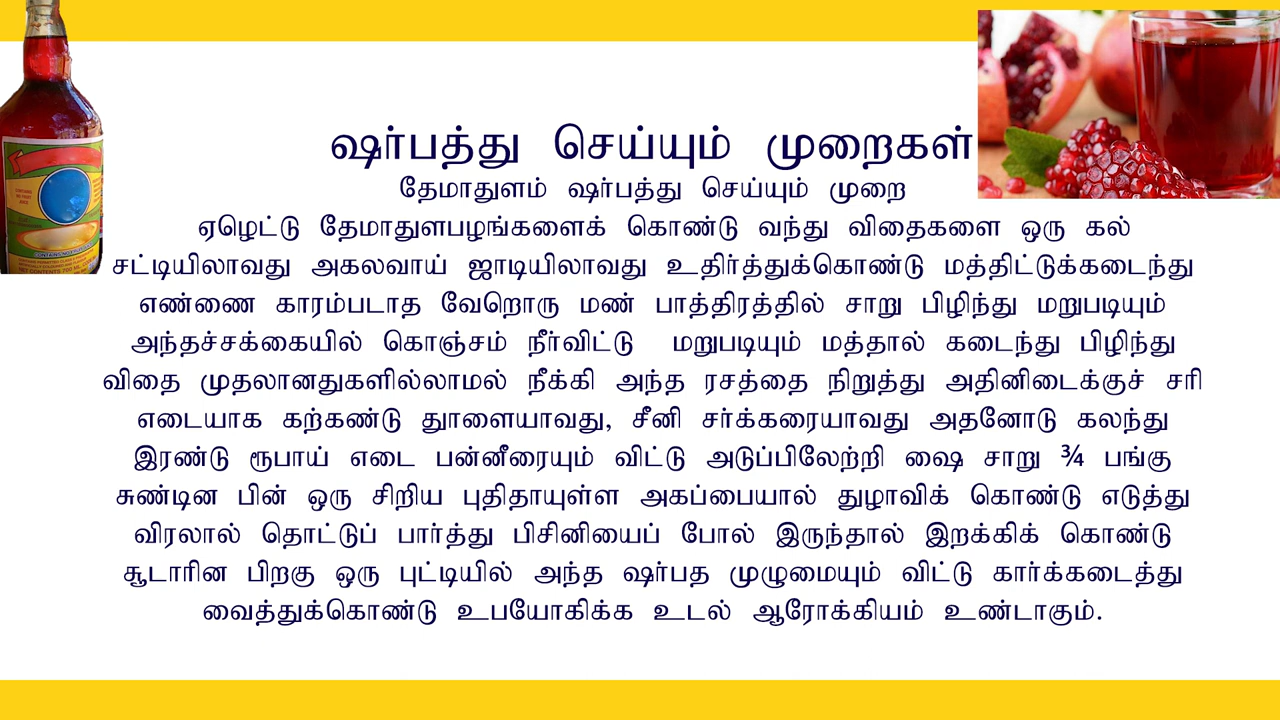 ஷர்பத்து செய்யும் முறைகள்
தேமாதுளம் ஷர்பத்து செய்யும் முறை
ஏழெட்டு தேமாதுளபழங்களைக் கொண்டு வந்து விதைகளை ஒரு கல்
சட்டியிலாவது அகலவாய் ஜாடியிலாவது உதிர்த்துக்கொண்டு மத்திட்டுக்கடைந்து
எண்ணை காரம்படாத வேறொரு மண் பாத்திரத்தில் சாறு பிழிந்து மறுபடியும்
அந்தச்சக்கையில் கொஞ்சம் நீர்விட்டு மறுபடியும் மத்தால் கடைந்து பிழிந்து
விதை முதலானதுகளில்லாமல் நீக்கி அந்த ரசத்தை நிறுத்து அதினிடைக்குச் சரி
எடையாக கற்கண்டு தூளையாவது, சீனி சர்க்கரையாவது அதனோடு கலந்து
இரண்டு ரூபாய் எடை பன்னீரையும் விட்டு அடுப்பிலேற்றி ஷை சாறு ¾ பங்கு
சுண்டின பின் ஒரு சிறிய புதிதாயுள்ள அகப்பையால் துழாவிக் கொண்டு எடுத்து
விரலால் தொட்டுப் பார்த்து பிசினியைப் போல் இருந்தால் இறக்கிக் கொண்டு
சூடாரின பிறகு ஒரு புட்டியில் அந்த ஷர்பத முழுமையும் விட்டு கார்க்கடைத்து
வைத்துக்கொண்டு உபயோகிக்க உடல் ஆரோக்கியம் உண்டாகும்.